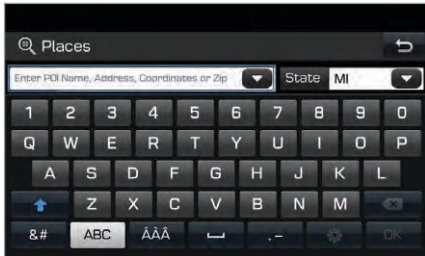 Places
Enter POI Name, Address, Coordinates or Zip State MI
1 2 3 4 5 6 7 8 9 0
Q W E R T Y U I O P
A S D F G H J K L
Z X C V B N M
&# ABC ÂÀÄ . – OK